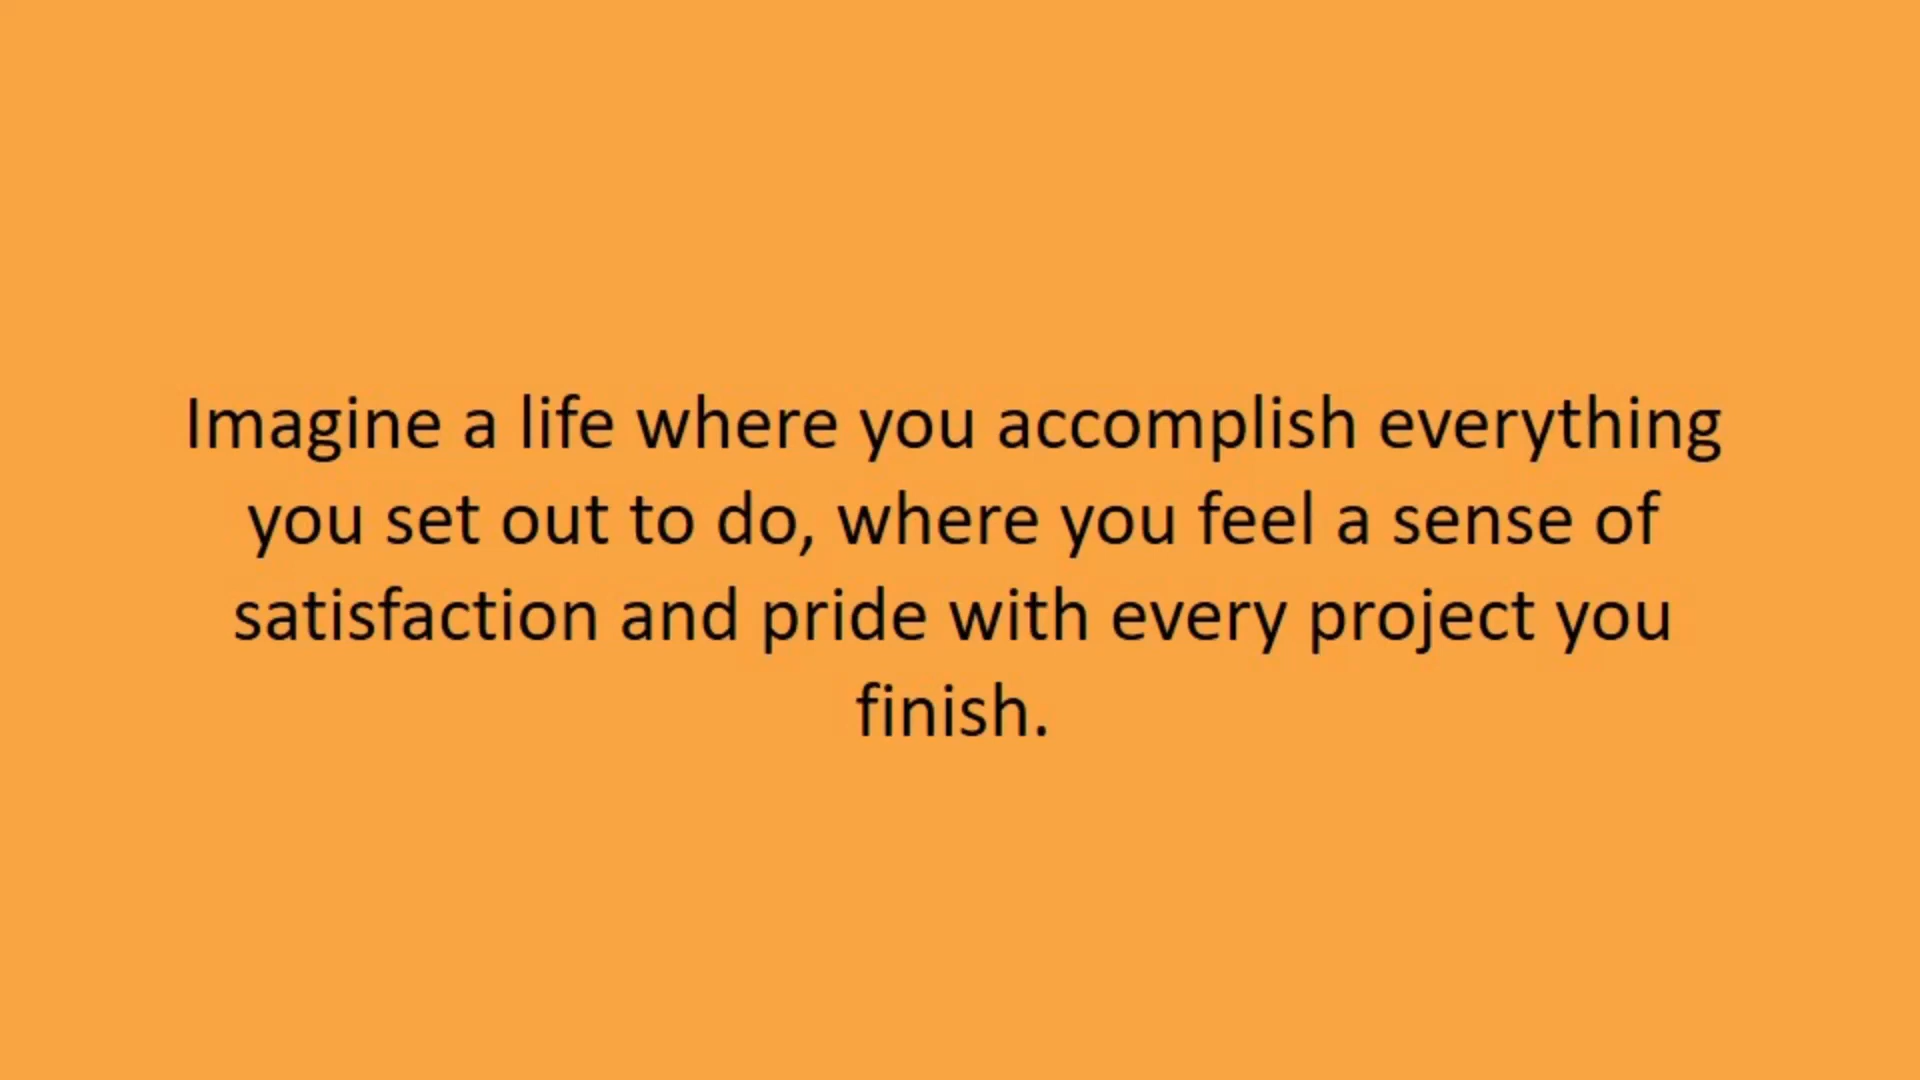 Imagine a life where you accomplish everything
you set out to do, where you feel a sense of
satisfaction and pride with every project you
finish.